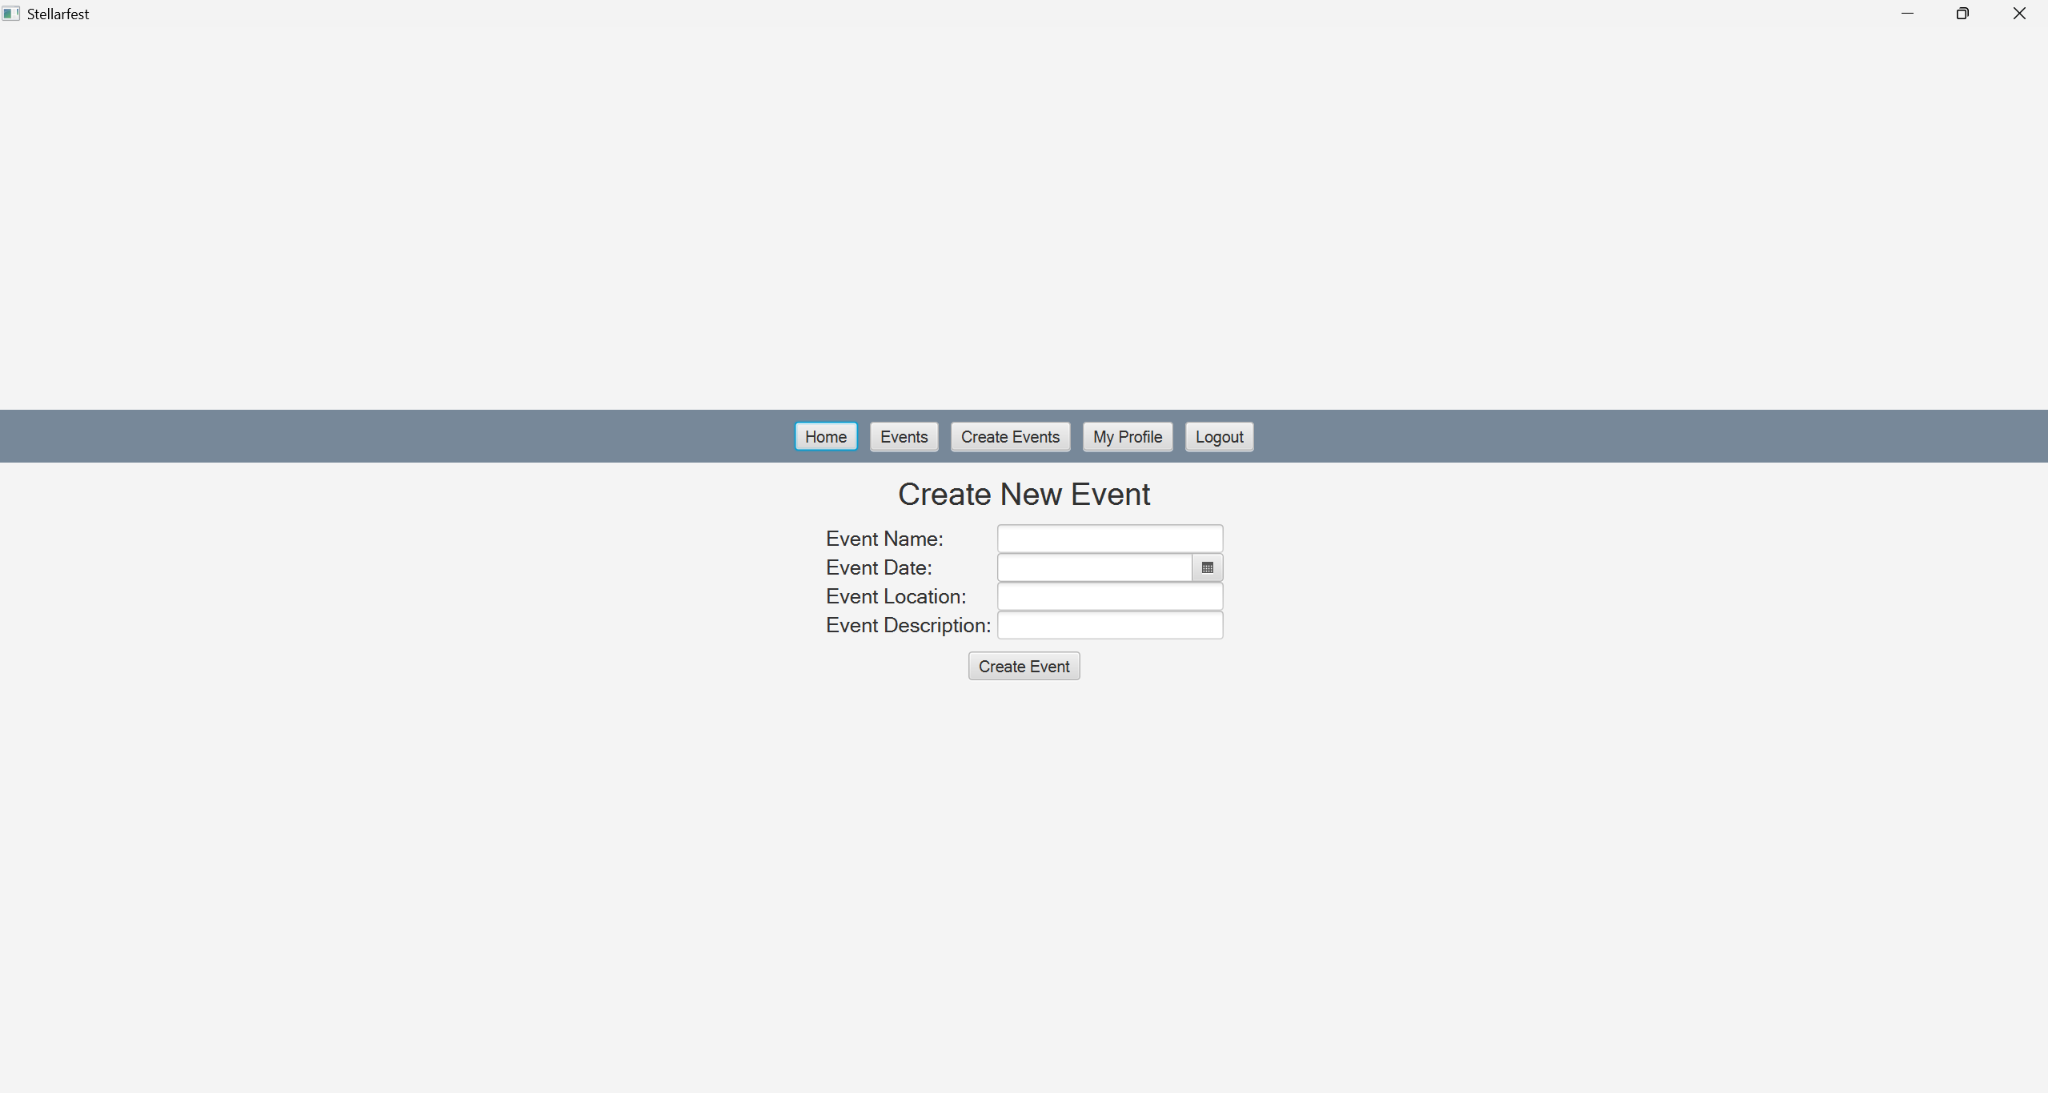 Stellarfest
Home Events Create Events My Profile Logout
Create New Event
Event Name:
Event Date:
Event Location:
Event Description:
Create Event